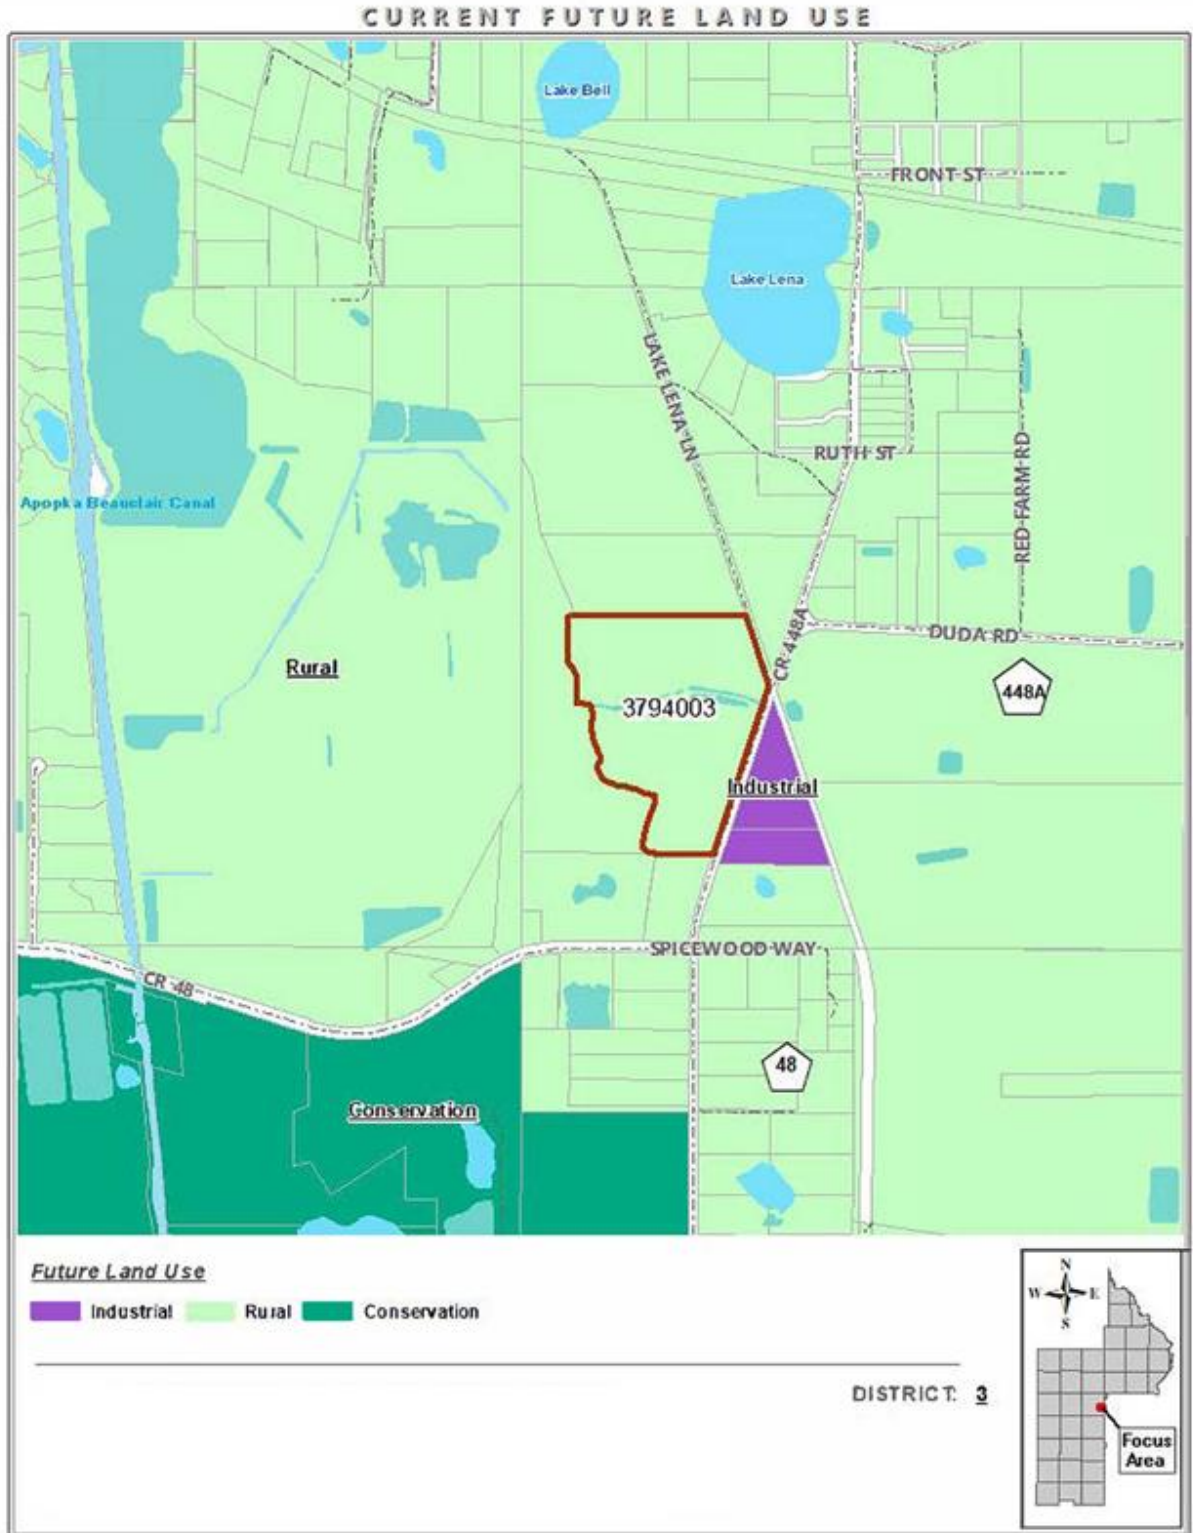 CURRENT FUTURE LAND USE
Lake Bell
FRONT ST
Lake Lena
LAKE LENA LN
RUTH ST
RED FARM RD
Apopka Beauclair Canal
CR 448A
DUDA RD
Rural
448A
3794003
Industrial
SPICEWOOD WAY
CR 48
48
Conservation
Future Land Use
Industrial Rural Conservation
DISTRICT: 3
N
W E
S
Focus
Area